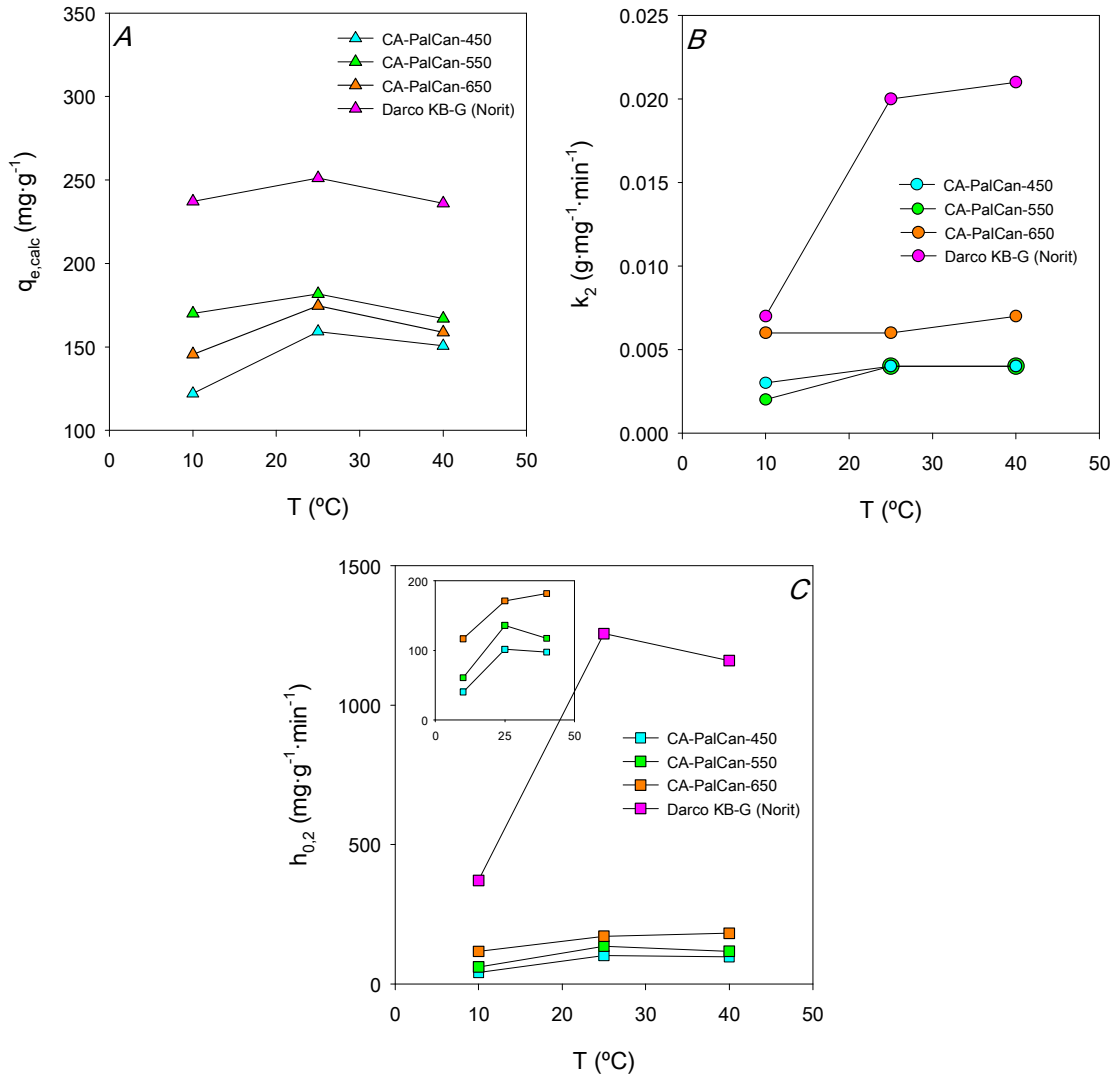 A
350
300
250
200
150
100
q_e,calc (mg·g⁻¹)
0 10 20 30 40 50
T (ºC)
CA-PalCan-450
CA-PalCan-550
CA-PalCan-650
Darco KB-G (Norit)
B
0.025
0.020
0.015
0.010
0.005
0.000
k₂ (g·mg⁻¹·min⁻¹)
0 10 20 30 40 50
T (ºC)
CA-PalCan-450
CA-PalCan-550
CA-PalCan-650
Darco KB-G (Norit)
C
1500
1000
500
0
h₀,₂ (mg·g⁻¹·min⁻¹)
0 10 20 30 40 50
T (ºC)
200
100
0
0 25 50
CA-PalCan-450
CA-PalCan-550
CA-PalCan-650
Darco KB-G (Norit)